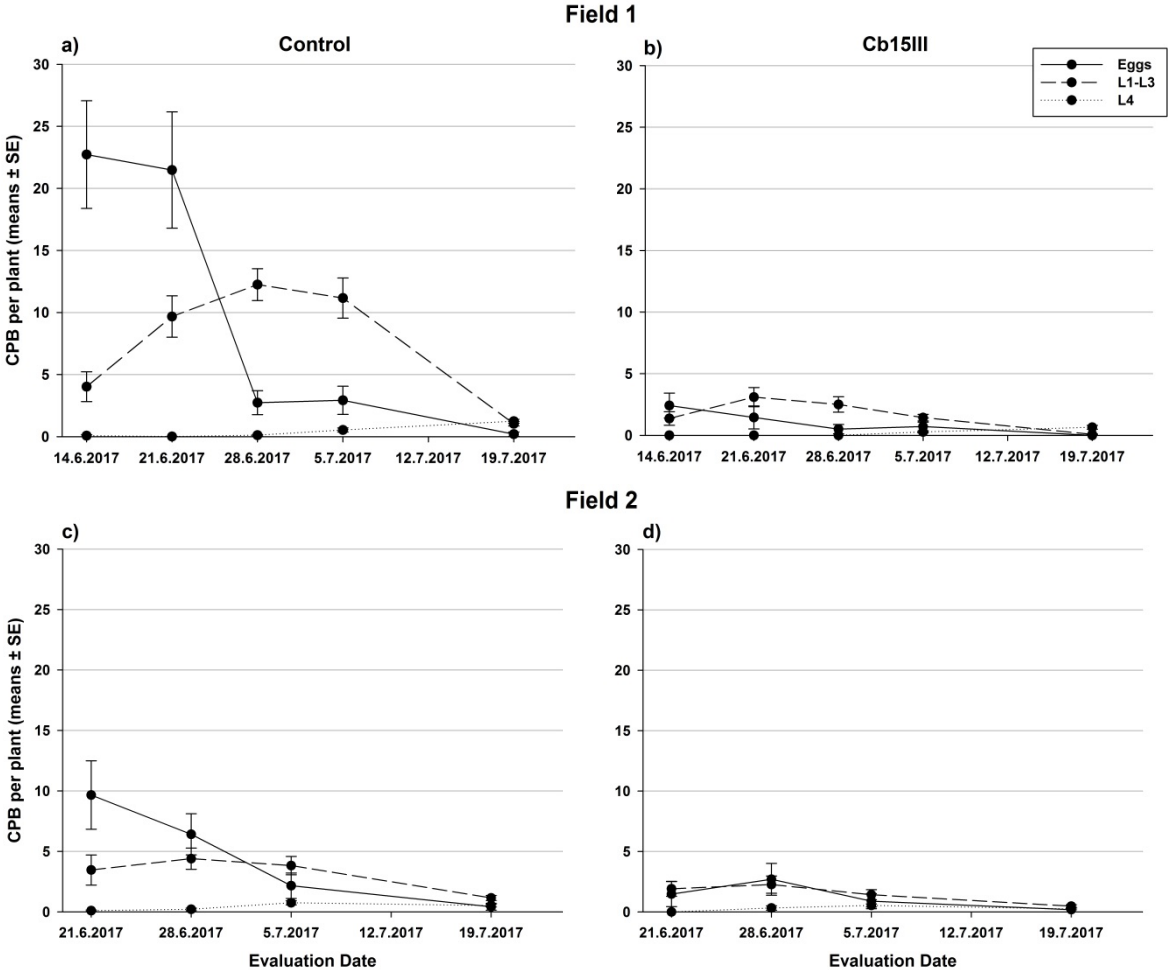 Field 1
a)
Control
b)
Cb15III
Eggs
L1-L3
L4
CPB per plant (means ± SE)
30
25
20
15
10
5
0
14.6.2017 21.6.2017 28.6.2017 5.7.2017 12.7.2017 19.7.2017
30
25
20
15
10
5
0
14.6.2017 21.6.2017 28.6.2017 5.7.2017 12.7.2017 19.7.2017
Field 2
c)
d)
CPB per plant (means ± SE)
30
25
20
15
10
5
0
21.6.2017 28.6.2017 5.7.2017 12.7.2017 19.7.2017
Evaluation Date
30
25
20
15
10
5
0
21.6.2017 28.6.2017 5.7.2017 12.7.2017 19.7.2017
Evaluation Date